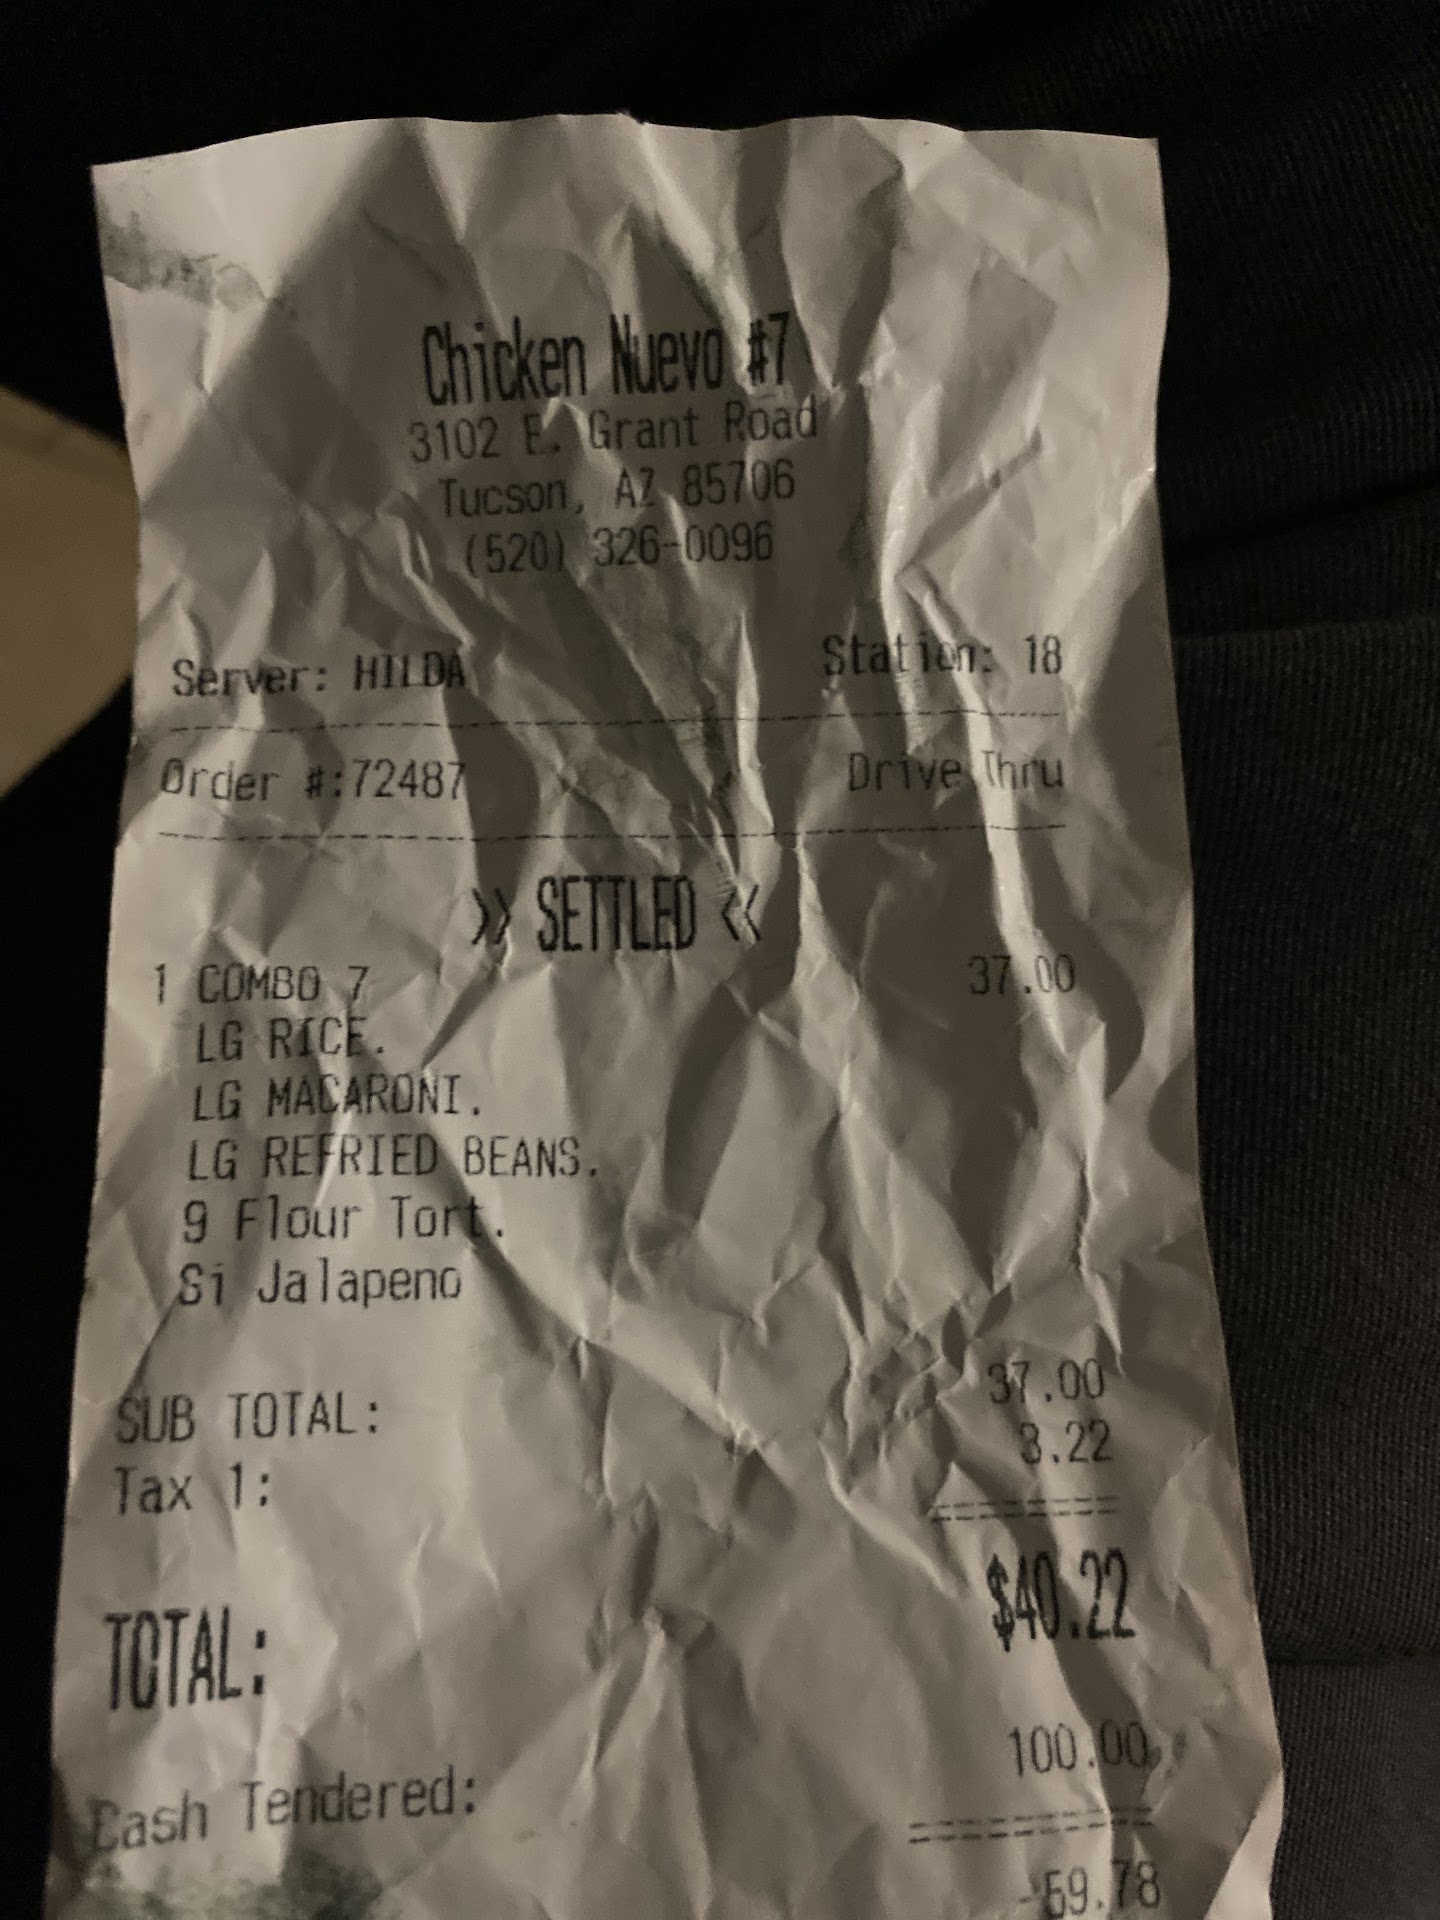 Chicken Nuevo #7
3102 E. Grant Road
Tucson, AZ 85706
(520) 326-0096
Server: HILDA Station: 18
Order #:72487 Drive Thru
>> SETTLED <<
1 COMBO 7 37.00
LG RICE.
LG MACARONI.
LG REFRIED BEANS.
9 Flour Tort.
Si Jalapeno
SUB TOTAL: 37.00
Tax 1: 3.22
TOTAL: $40.22
Cash Tendered: 100.00
-59.78